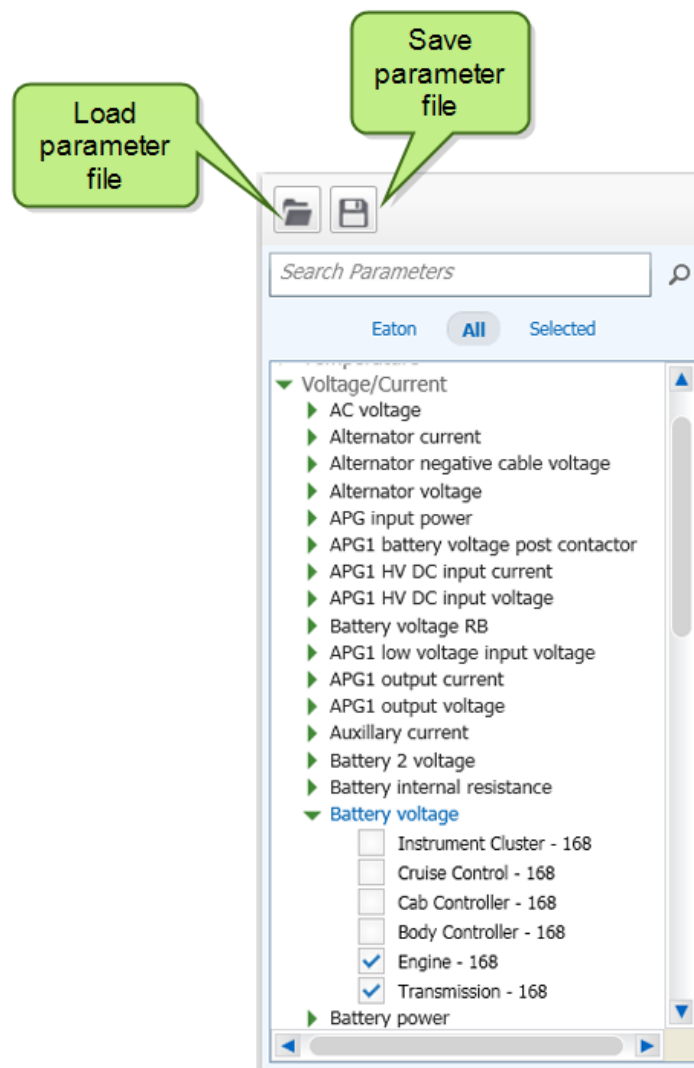 Save
parameter
file
Load
parameter
file
Search Parameters
Eaton All Selected
Temperature
Voltage/Current
AC voltage
Alternator current
Alternator negative cable voltage
Alternator voltage
APG input power
APG1 battery voltage post contactor
APG1 HV DC input current
APG1 HV DC input voltage
Battery voltage RB
APG1 low voltage input voltage
APG1 output current
APG1 output voltage
Auxillary current
Battery 2 voltage
Battery internal resistance
Battery voltage
Instrument Cluster - 168
Cruise Control - 168
Cab Controller - 168
Body Controller - 168
Engine - 168
Transmission - 168
Battery power